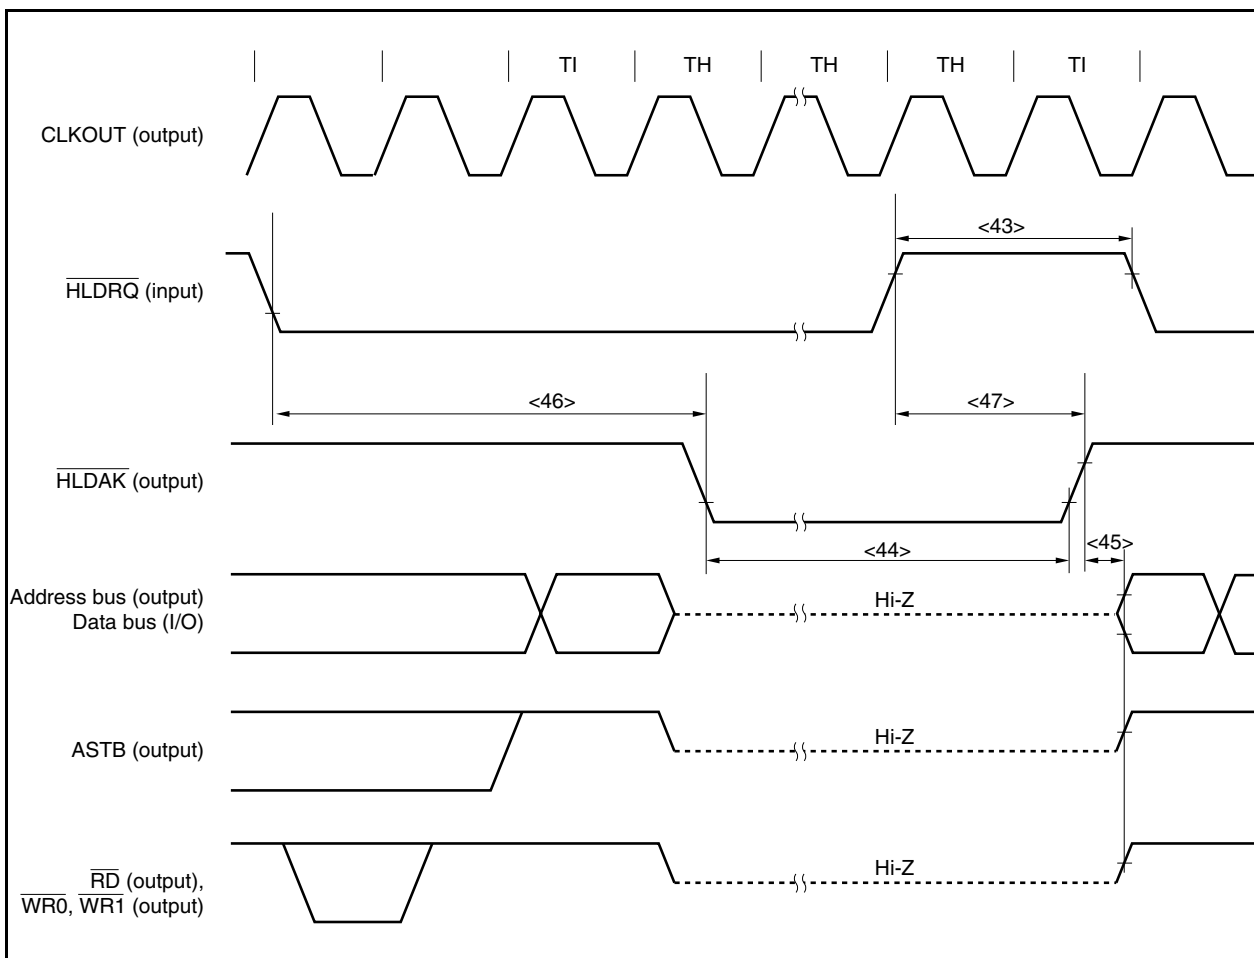 TI TH TH TH TI
CLKOUT (output)
<43>
HLDRQ (input)
<46> <47>
HLDAK (output)
<44> <45>
Address bus (output)
Data bus (I/O)
Hi-Z
ASTB (output)
Hi-Z
RD (output),
WR0, WR1 (output)
Hi-Z